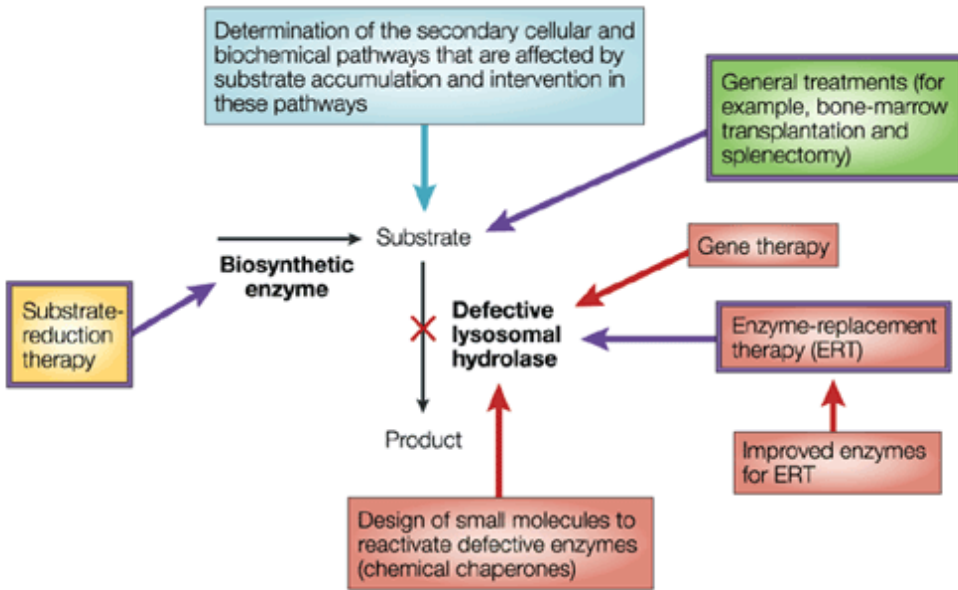 Determination of the secondary cellular and
biochemical pathways that are affected by
substrate accumulation and intervention in
these pathways
General treatments (for
example, bone-marrow
transplantation and
splenectomy)
Substrate
Biosynthetic
enzyme
Gene therapy
Substrate-
reduction
therapy
Defective
lysosomal
hydrolase
Enzyme-replacement
therapy (ERT)
Product
Improved enzymes
for ERT
Design of small molecules to
reactivate defective enzymes
(chemical chaperones)